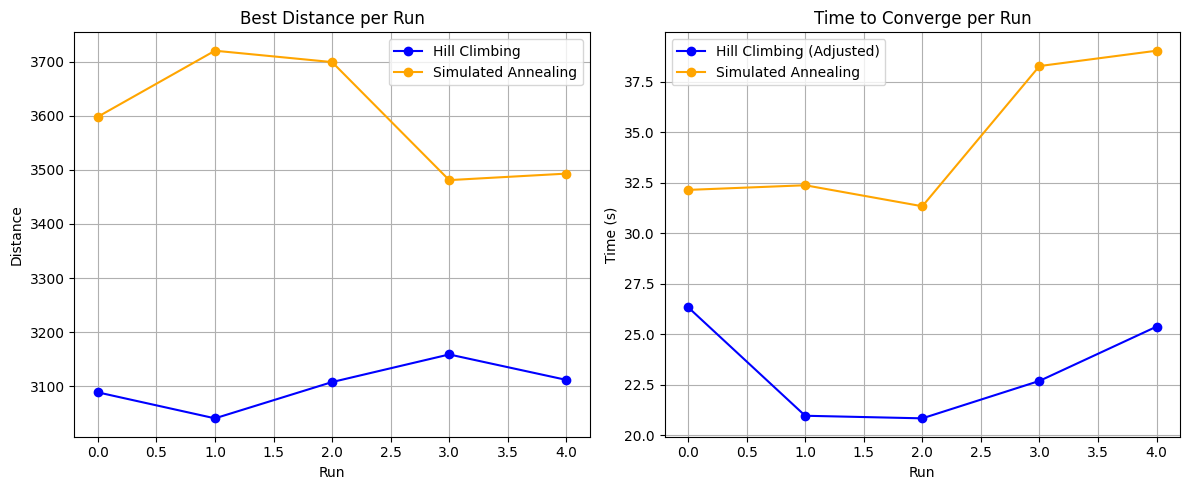 Best Distance per Run
Hill Climbing
Simulated Annealing
3700
3600
3500
3400
3300
3200
3100
Distance
0.0 0.5 1.0 1.5 2.0 2.5 3.0 3.5 4.0
Run
Time to Converge per Run
Hill Climbing (Adjusted)
Simulated Annealing
37.5
35.0
32.5
30.0
27.5
25.0
22.5
20.0
Time (s)
0.0 0.5 1.0 1.5 2.0 2.5 3.0 3.5 4.0
Run